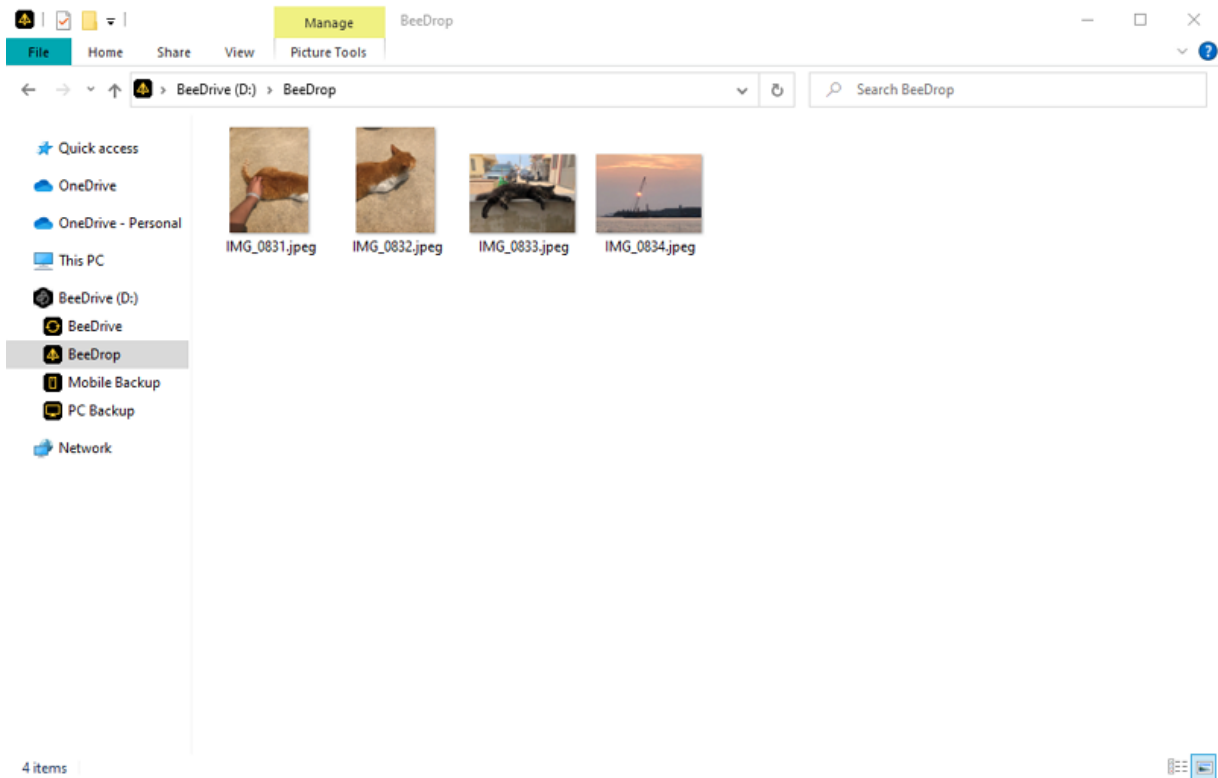 Manage
BeeDrop
File
Home
Share
View
Picture Tools
?
BeeDrive (D:) > BeeDrop
Search BeeDrop
Quick access
OneDrive
OneDrive - Personal
This PC
BeeDrive (D:)
BeeDrive
BeeDrop
Mobile Backup
PC Backup
Network
IMG_0831.jpeg
IMG_0832.jpeg
IMG_0833.jpeg
IMG_0834.jpeg
4 items